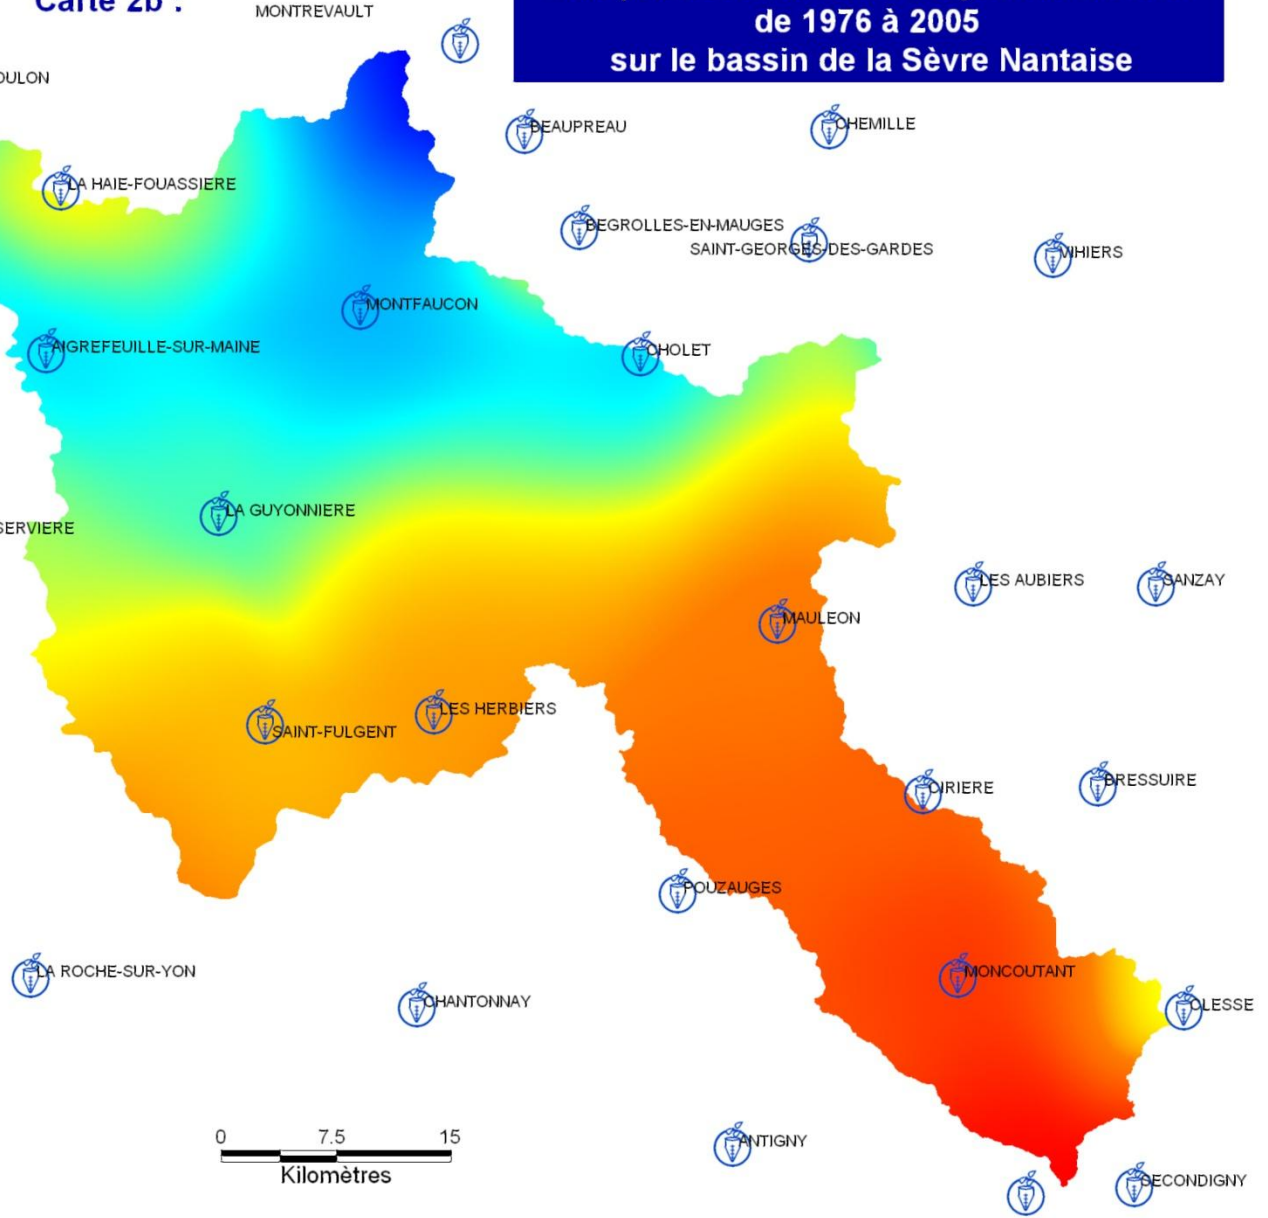 Carte 2b :
MONTREVAULT
de 1976 à 2005
sur le bassin de la Sèvre Nantaise
OULON
BEAUPREAU
CHEMILLE
LA HAIE-FOUASSIERE
BEGROLLES-EN-MAUGES
SAINT-GEORGES-DES-GARDES
VIHIERS
MONTFAUCON
AIGREFEUILLE-SUR-MAINE
CHOLET
LA GUYONNIERE
SERVIERE
LES AUBIERS
SANZAY
MAULEON
LES HERBIERS
SAINT-FULGENT
CIRIERE
BRESSUIRE
POUZAUGES
LA ROCHE-SUR-YON
MONCOUTANT
CHANTONNAY
CLESSE
0 7.5 15
Kilomètres
ANTIGNY
SECONDIGNY